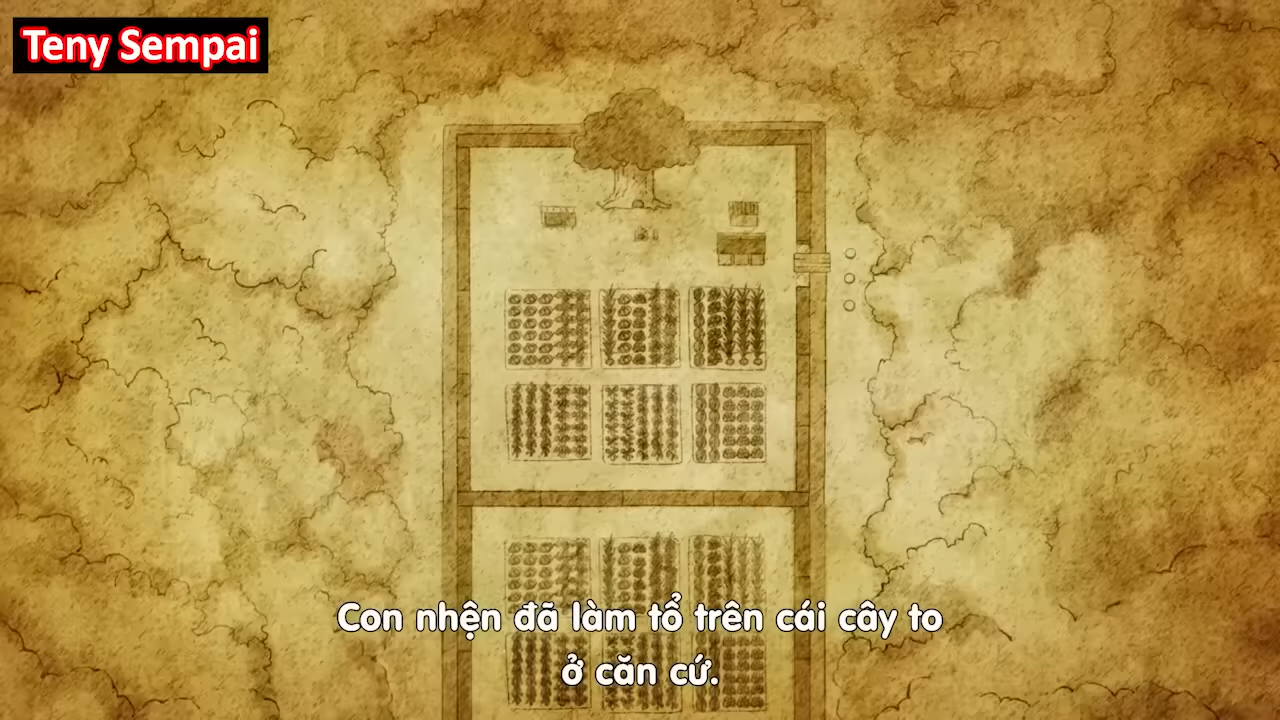 Teny Sempai
Con nhện đã làm tổ trên cái cây to
ở căn cứ.